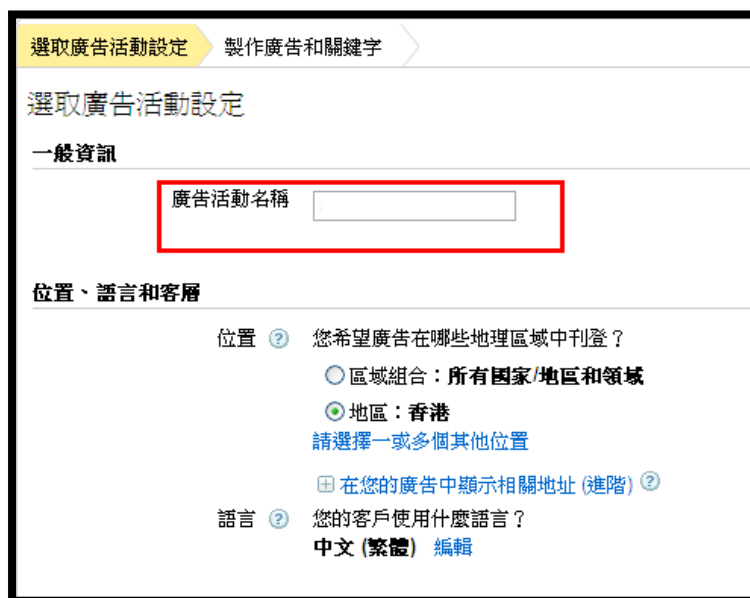 選取廣告活動設定 製作廣告和關鍵字
選取廣告活動設定
一般資訊
廣告活動名稱
位置、語言和客層
位置 ? 您希望廣告在哪些地理區域中刊登？
區域組合：所有國家/地區和領域
地區：香港
請選擇一或多個其他位置
在您的廣告中顯示相關地址 (進階) ?
語言 ? 您的客戶使用什麼語言？
中文 (繁體) 編輯